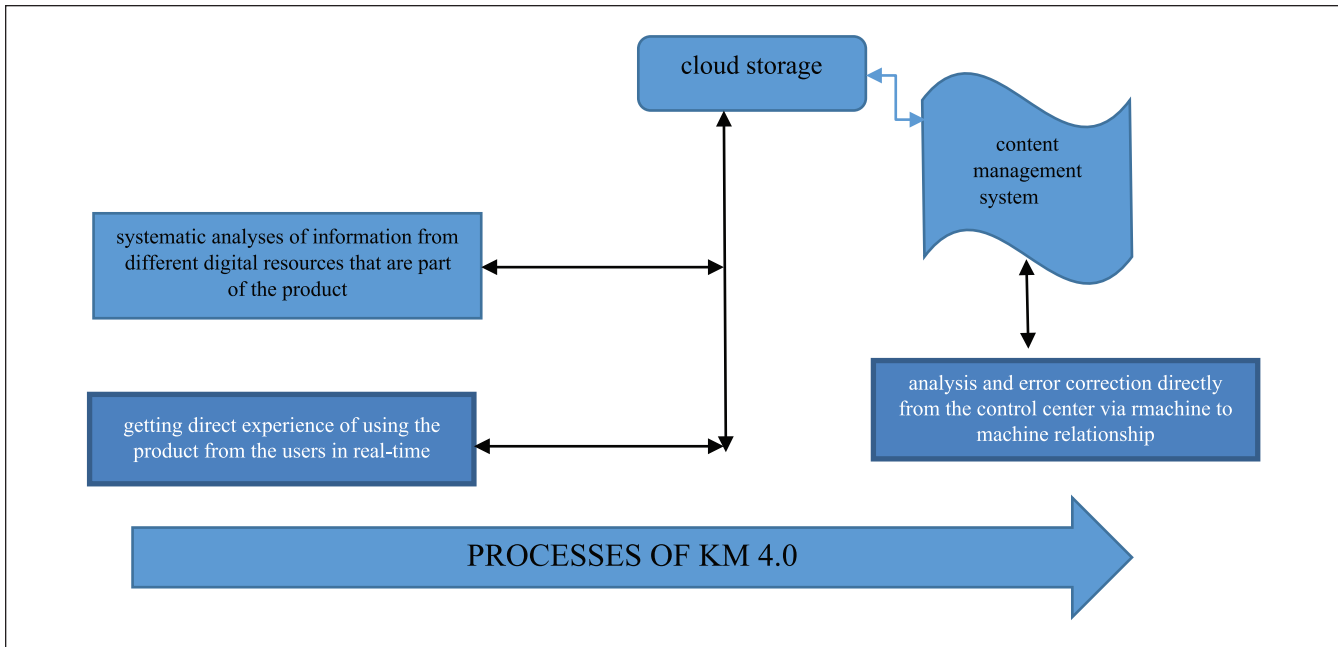 cloud storage
content
management
system
systematic analyses of information from
different digital resources that are part
of the product
getting direct experience of using the
product from the users in real-time
analysis and error correction directly
from the control center via rmachine to
machine relationship
PROCESSES OF KM 4.0